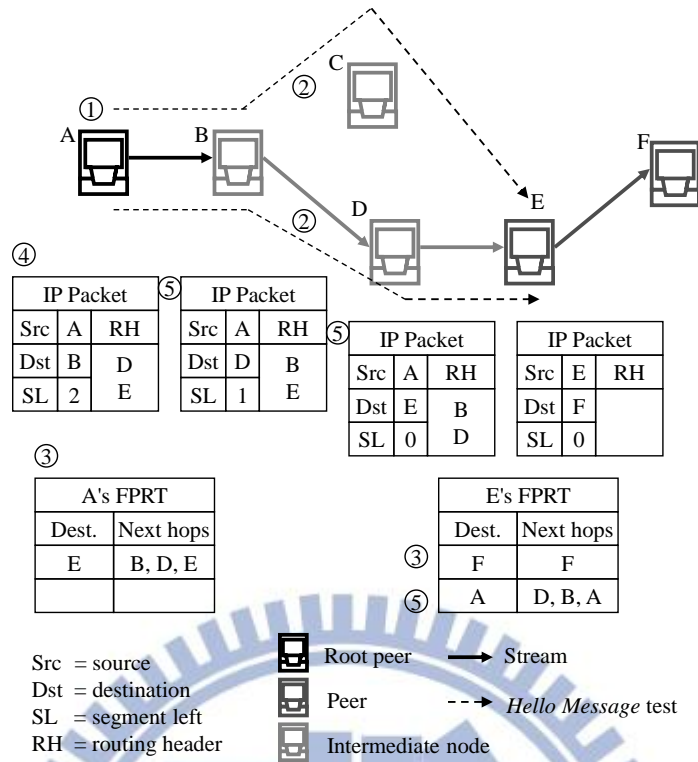 C
②
①
A
B
F
②
D
E
④
IP Packet
Src A RH
Dst B D
SL 2 E
⑤
IP Packet
Src A RH
Dst D B
SL 1 E
⑤
IP Packet
Src A RH
Dst E B
SL 0 D
IP Packet
Src E RH
Dst F
SL 0
③
A's FPRT
Dest. Next hops
E B, D, E
E's FPRT
Dest. Next hops
③ F F
⑤ A D, B, A
Src = source
Dst = destination
SL = segment left
RH = routing header
Root peer
Peer
Intermediate node
Stream
Hello Message test